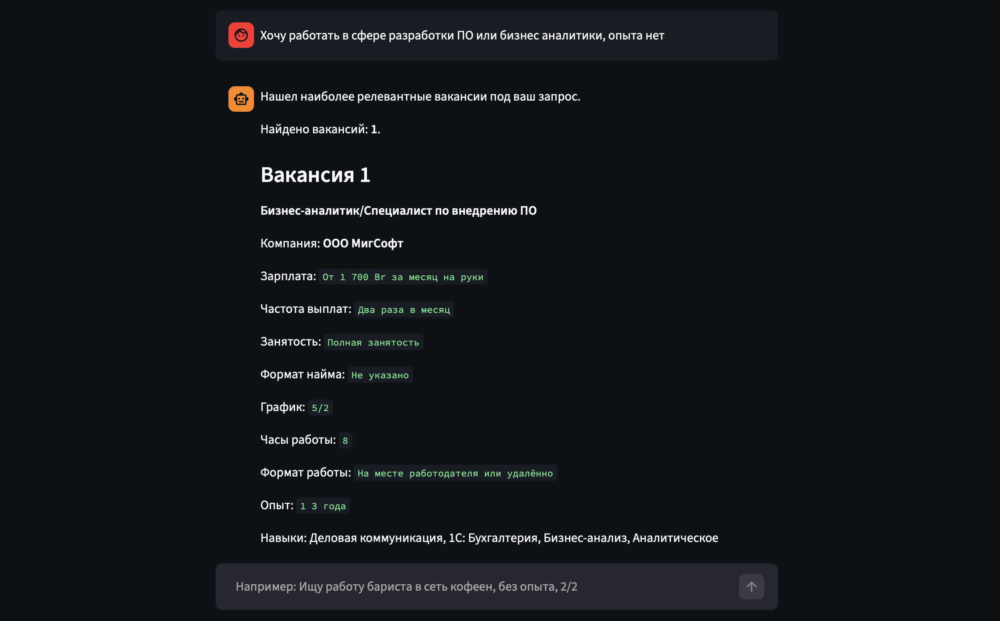 Хочу работать в сфере разработки ПО или бизнес аналитики, опыта нет
Нашел наиболее релевантные вакансии под ваш запрос.
Найдено вакансий: 1.
Вакансия 1
Бизнес-аналитик/Специалист по внедрению ПО
Компания: ООО МигСофт
Зарплата: От 1 700 Br за месяц на руки
Частота выплат: Два раза в месяц
Занятость: Полная занятость
Формат найма: Не указано
График: 5/2
Часы работы: 8
Формат работы: На месте работодателя или удалённо
Опыт: 1 3 года
Навыки: Деловая коммуникация, 1С: Бухгалтерия, Бизнес-анализ, Аналитическое
Например: Ищу работу бариста в сеть кофеен, без опыта, 2/2